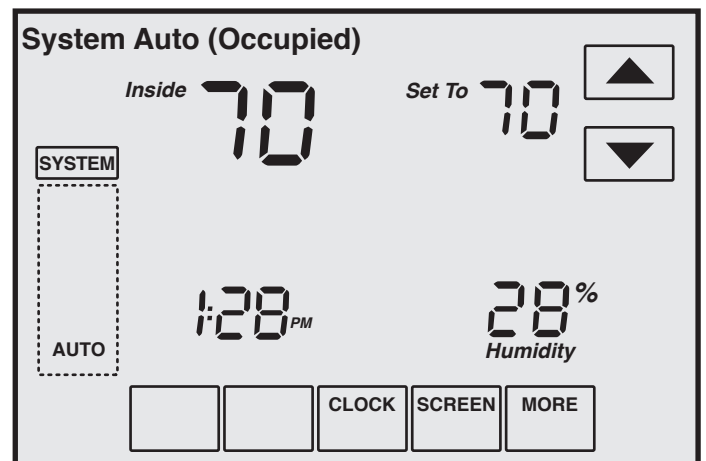 System Auto (Occupied)
Inside 70 Set To 70
SYSTEM
AUTO
1:28 PM
28%
Humidity
CLOCK SCREEN MORE